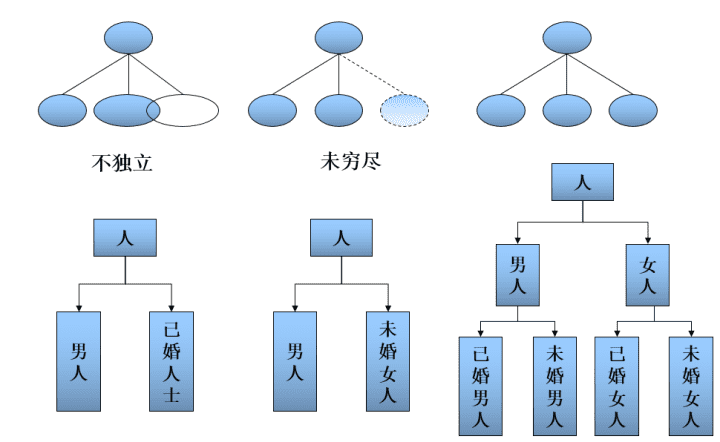 不独立
未穷尽
人
男人
已婚人士
人
男人
未婚女人
人
男人
女人
已婚男人
未婚男人
已婚女人
未婚女人